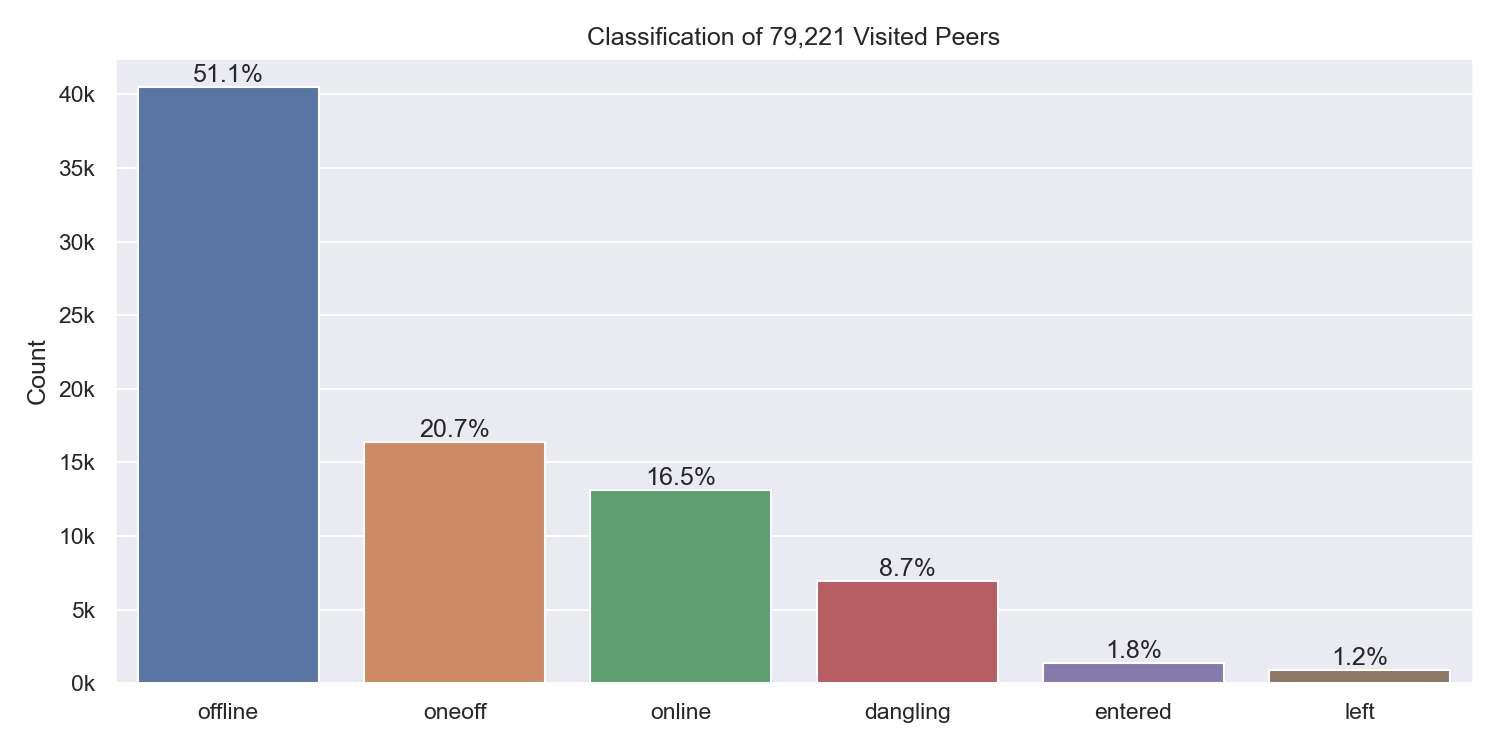 Classification of 79,221 Visited Peers
Count
40k
35k
30k
25k
20k
15k
10k
5k
0k
51.1%
20.7%
16.5%
8.7%
1.8%
1.2%
offline
oneoff
online
dangling
entered
left